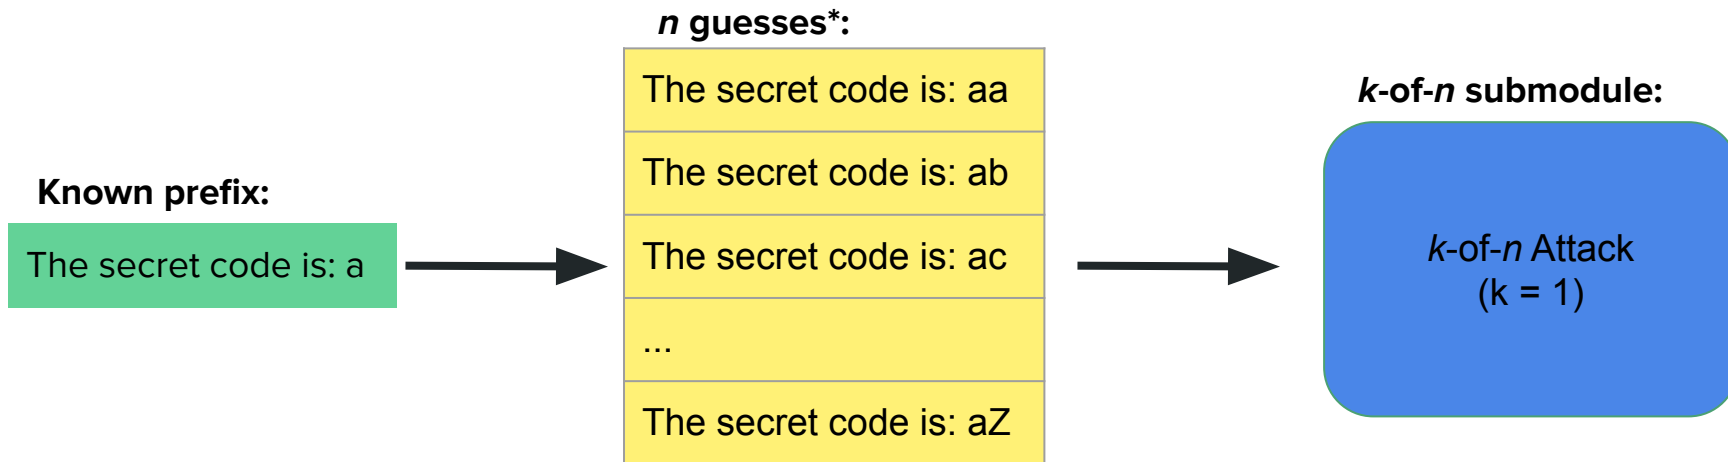 Known prefix:
The secret code is: a
n guesses*:
The secret code is: aa
The secret code is: ab
The secret code is: ac
...
The secret code is: aZ
k-of-n submodule:
k-of-n Attack
(k = 1)